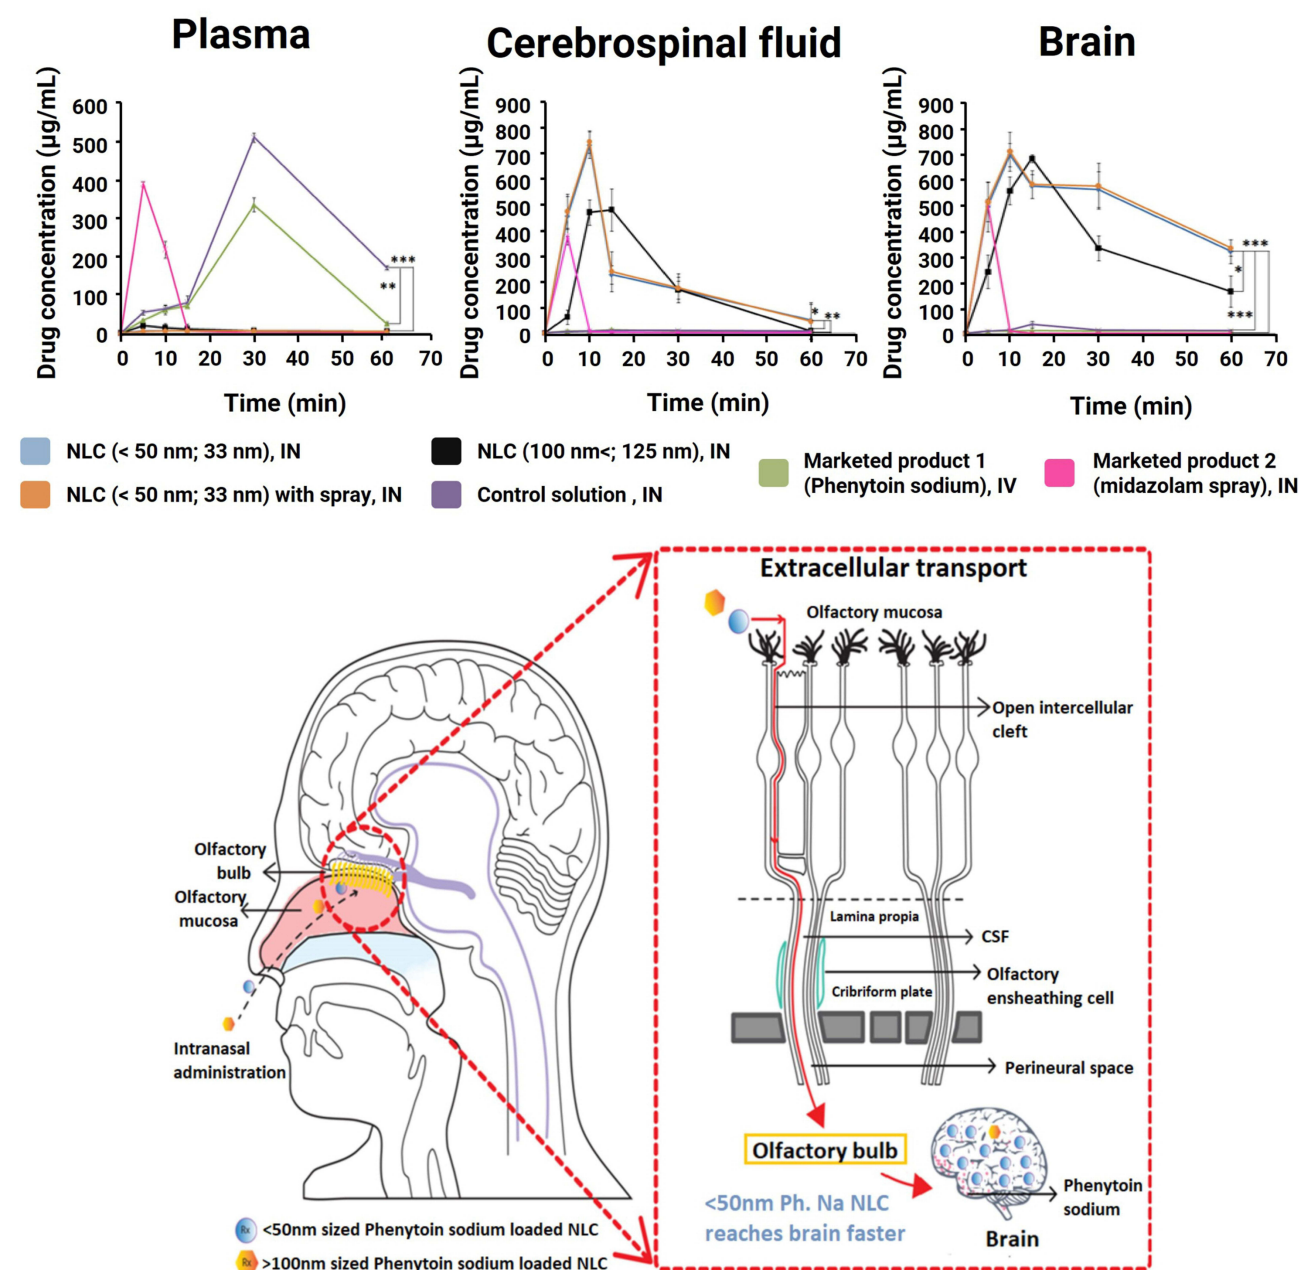 Plasma
Cerebrospinal fluid
Brain
Drug concentration (µg/mL)
600
500
400
300
200
100
0
0 10 20 30 40 50 60 70
Time (min)
***
**
Drug concentration (µg/mL)
900
800
700
600
500
400
300
200
100
0
0 10 20 30 40 50 60 70
Time (min)
* **
Drug concentration (µg/mL)
900
800
700
600
500
400
300
200
100
0
0 10 20 30 40 50 60 70
Time (min)
***
*
***
NLC (< 50 nm; 33 nm), IN
NLC (< 50 nm; 33 nm) with spray, IN
NLC (100 nm<; 125 nm), IN
Control solution , IN
Marketed product 1
(Phenytoin sodium), IV
Marketed product 2
(midazolam spray), IN
Extracellular transport
Olfactory mucosa
Open intercellular
cleft
Lamina propia
CSF
Olfactory
ensheathing cell
Cribriform plate
Perineural space
Olfactory bulb
<50nm Ph. Na NLC
reaches brain faster
Phenytoin
sodium
Brain
Olfactory
bulb
Olfactory
mucosa
Intranasal
administration
Rx
<50nm sized Phenytoin sodium loaded NLC
Rx
>100nm sized Phenytoin sodium loaded NLC